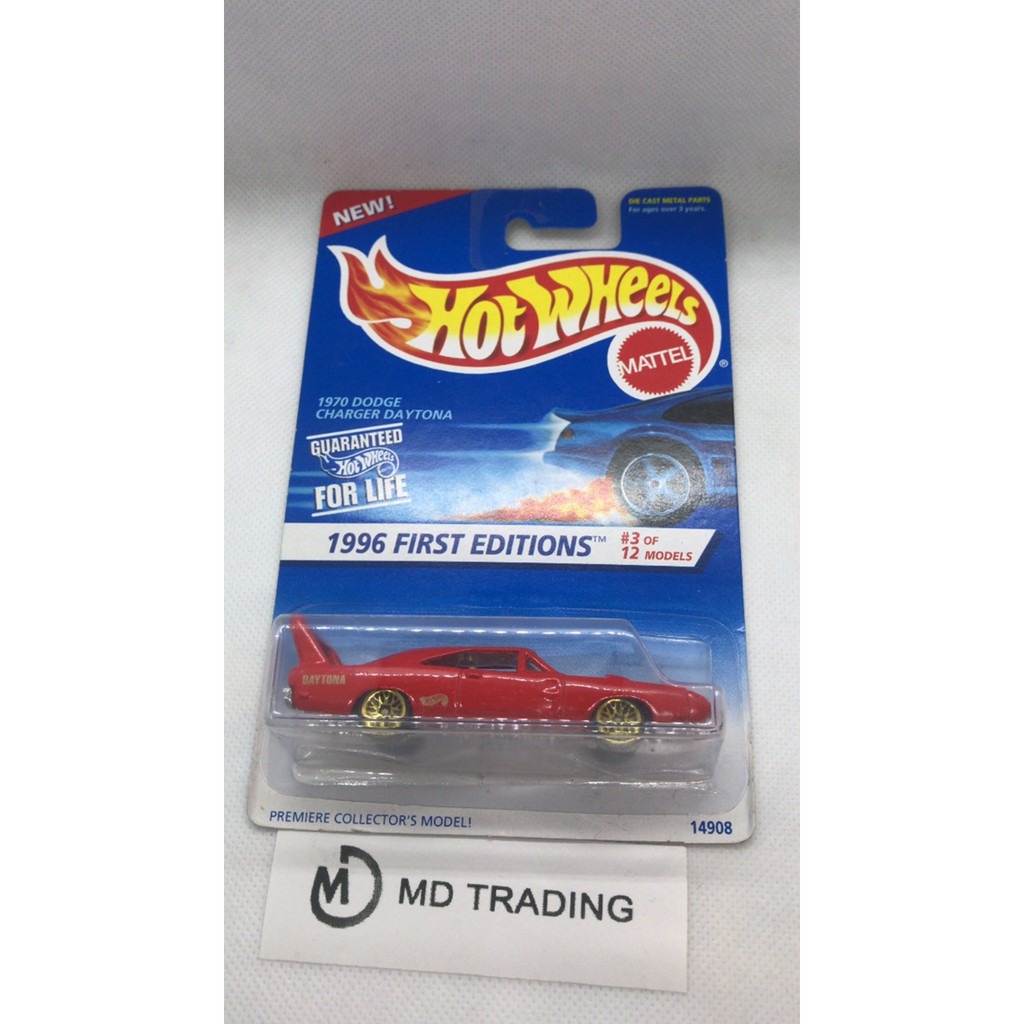 NEW!
DIE CAST METAL PARTS
For ages over 3 years.
HOT WHEELS
MATTEL
®
1970 DODGE
CHARGER DAYTONA
GUARANTEED
HOT WHEELS
FOR LIFE
1996 FIRST EDITIONS™
#3 OF
12 MODELS
DAYTONA
PREMIERE COLLECTOR'S MODEL!
14908
MD
MD TRADING